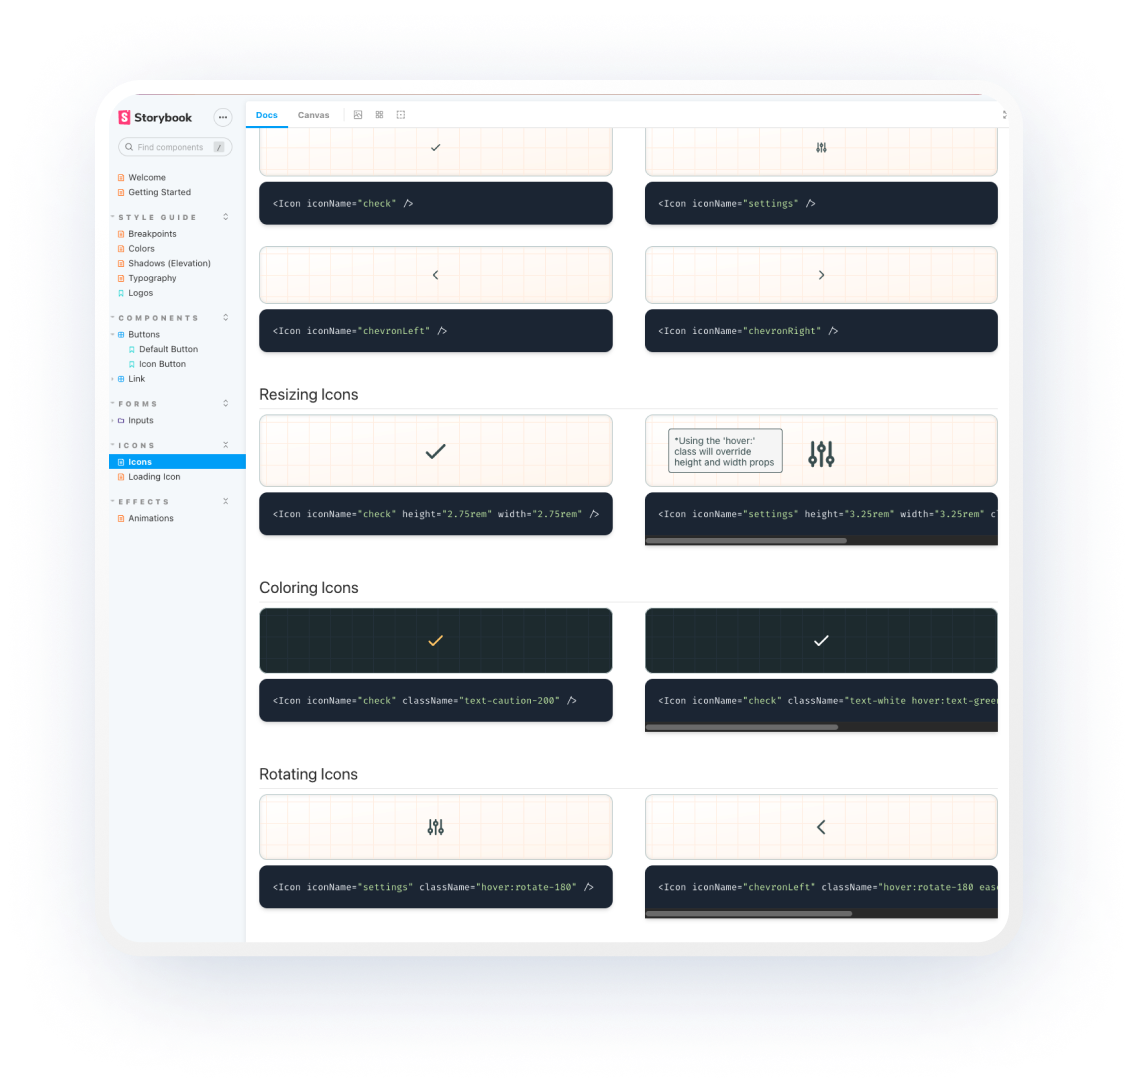 Storybook
Find components /
Welcome
Getting Started
STYLE GUIDE
Breakpoints
Colors
Shadows (Elevation)
Typography
Logos
COMPONENTS
Buttons
Default Button
Icon Button
Link
FORMS
Inputs
ICONS
Icons
Loading Icon
EFFECTS
Animations
Docs Canvas
<Icon iconName="check" />
<Icon iconName="settings" />
<Icon iconName="chevronLeft" />
<Icon iconName="chevronRight" />
Resizing Icons
<Icon iconName="check" height="2.75rem" width="2.75rem" />
*Using the 'hover:'
class will override
height and width props
<Icon iconName="settings" height="3.25rem" width="3.25rem" c
Coloring Icons
<Icon iconName="check" className="text-caution-200" />
<Icon iconName="check" className="text-white hover:text-gree
Rotating Icons
<Icon iconName="settings" className="hover:rotate-180" />
<Icon iconName="chevronLeft" className="hover:rotate-180 eas